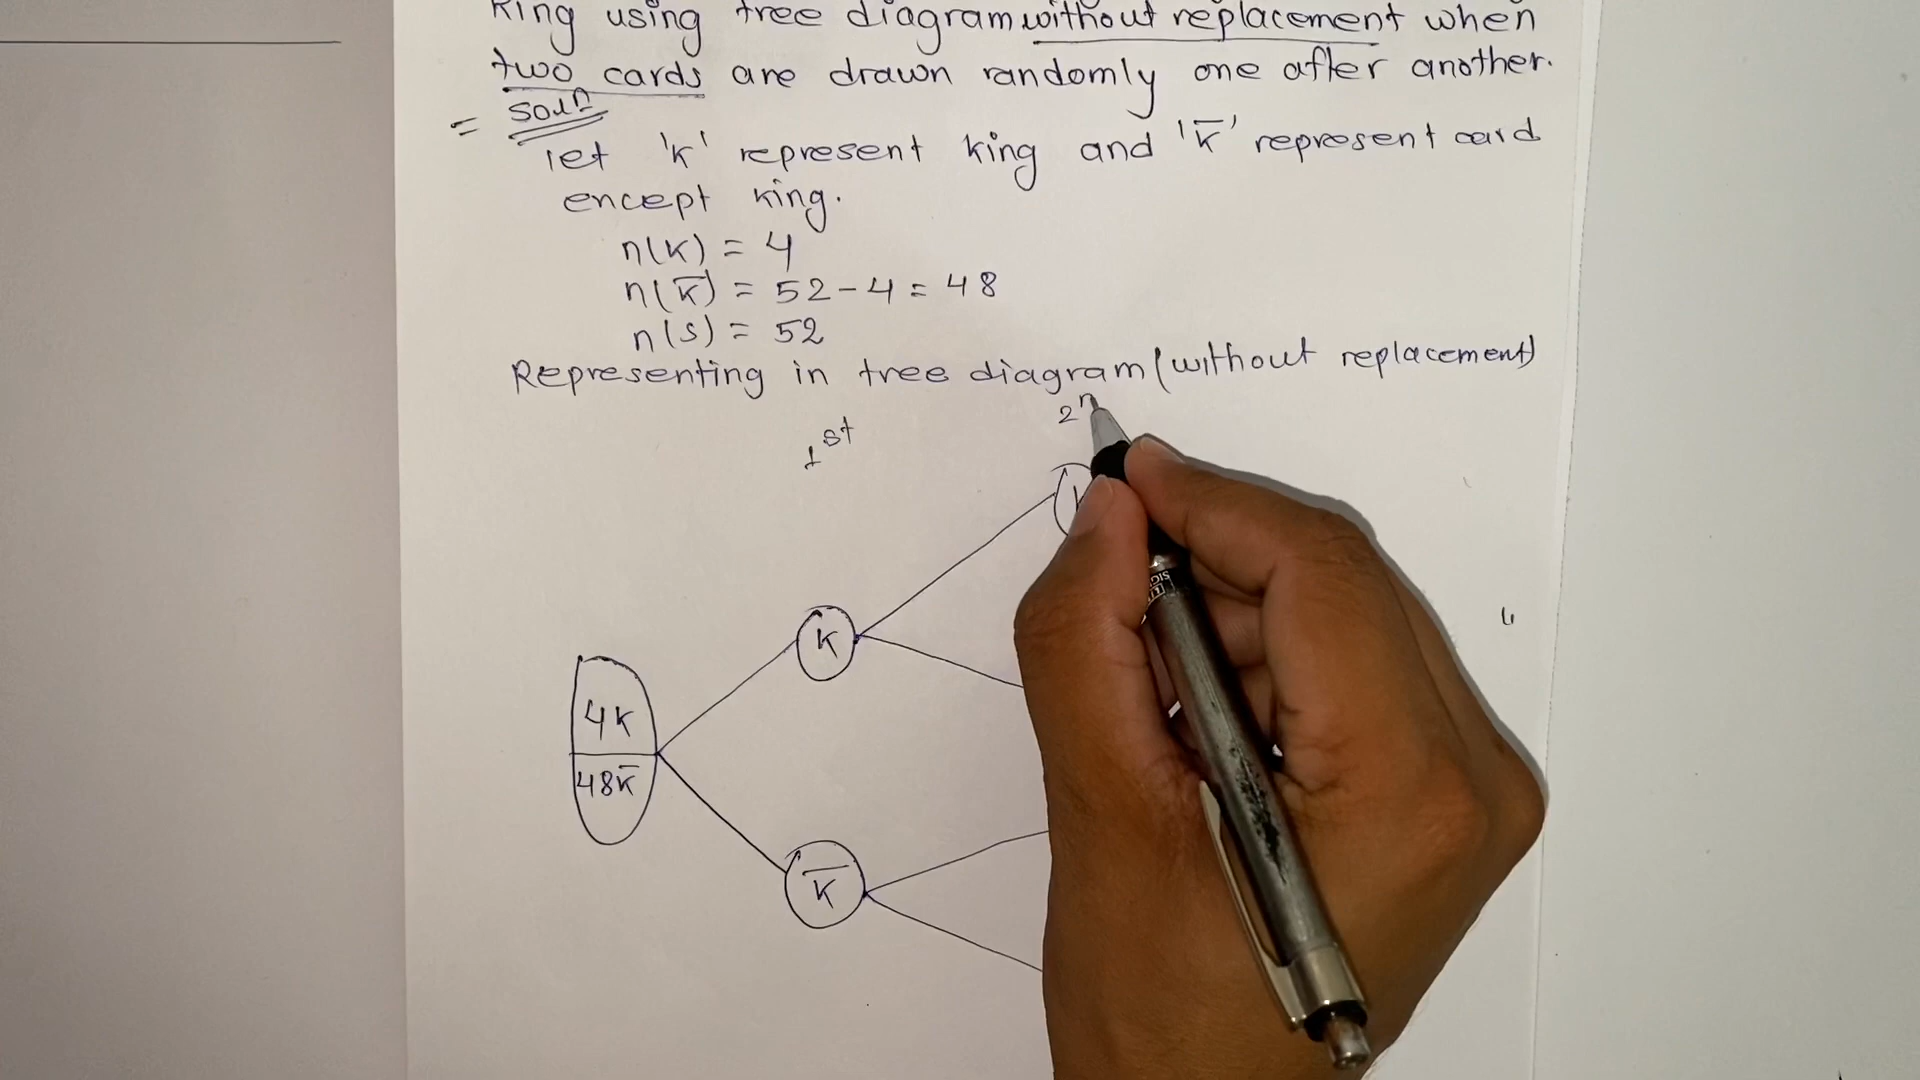 King using tree diagram without replacement when
two cards are drawn randomly one after another.
= soln
let 'K' represent king and 'K̅' represent card
encept king.
n(K) = 4
n(K̅) = 52-4 = 48
n(S) = 52
Representing in tree diagram (without replacement)
1st 2n
K
4K
48K̅
K̅